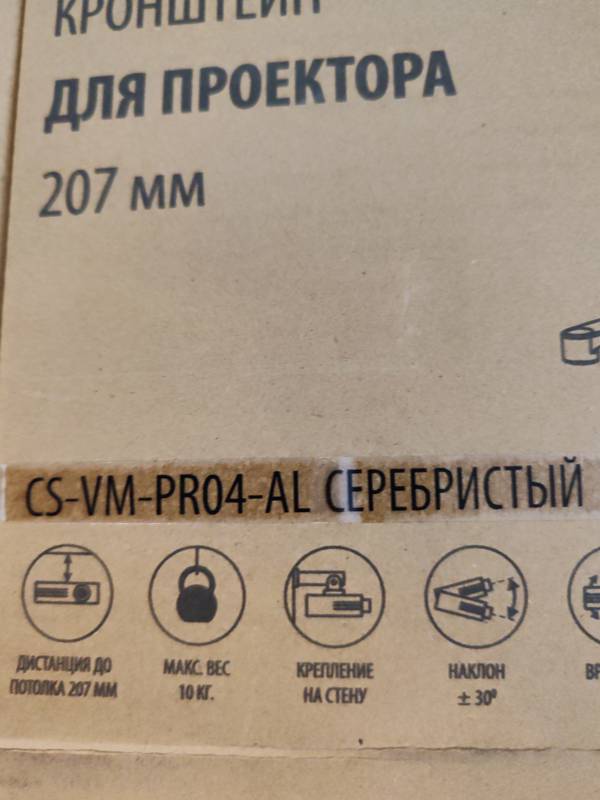 КРОНШТЕЙН
ДЛЯ ПРОЕКТОРА
207 мм
CS-VM-PR04-AL СЕРЕБРИСТЫЙ
ДИСТАНЦИЯ ДО
ПОТОЛКА 207 ММ
МАКС. ВЕС
10 КГ.
КРЕПЛЕНИЕ
НА СТЕНУ
НАКЛОН
± 30⁰